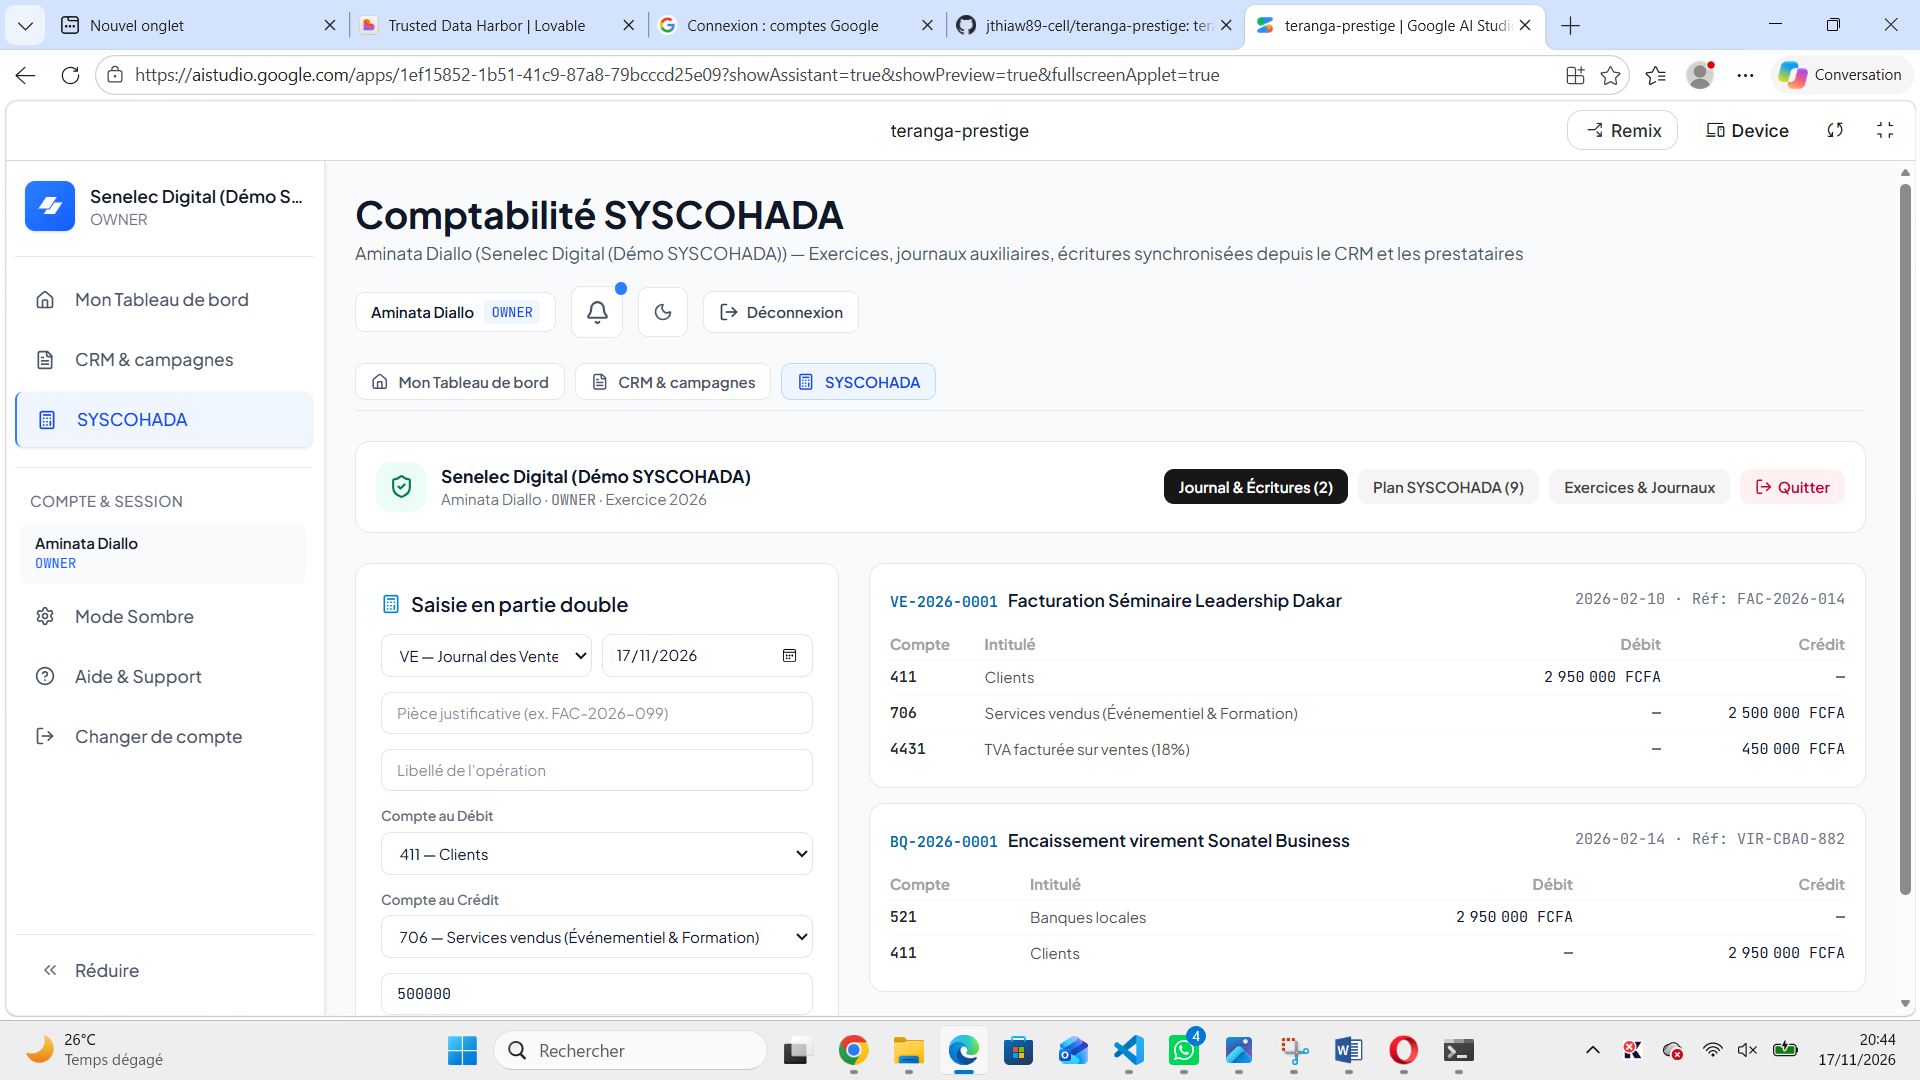 Nouvel onglet
Trusted Data Harbor | Lovable
Connexion : comptes Google
jthiaw89-cell/teranga-prestige: ter
teranga-prestige | Google AI Studi
https://aistudio.google.com/apps/1ef15852-1b51-41c9-87a8-79bcccd25e09?showAssistant=true&showPreview=true&fullscreenApplet=true
Conversation
teranga-prestige
Remix
Device
Senelec Digital (Démo S...
OWNER
Mon Tableau de bord
CRM & campagnes
SYSCOHADA
COMPTE & SESSION
Aminata Diallo
OWNER
Mode Sombre
Aide & Support
Changer de compte
Réduire
Comptabilité SYSCOHADA
Aminata Diallo (Senelec Digital (Démo SYSCOHADA)) — Exercices, journaux auxiliaires, écritures synchronisées depuis le CRM et les prestataires
Aminata Diallo OWNER
Déconnexion
Mon Tableau de bord
CRM & campagnes
SYSCOHADA
Senelec Digital (Démo SYSCOHADA)
Aminata Diallo · OWNER · Exercice 2026
Journal & Écritures (2)
Plan SYSCOHADA (9)
Exercices & Journaux
Quitter
Saisie en partie double
VE — Journal des Vente
17/11/2026
Pièce justificative (ex. FAC-2026-099)
Libellé de l'opération
Compte au Débit
411 — Clients
Compte au Crédit
706 — Services vendus (Événementiel & Formation)
500000
VE-2026-0001 Facturation Séminaire Leadership Dakar
2026-02-10 · Réf: FAC-2026-014
Compte Intitulé Débit Crédit
411 Clients 2 950 000 FCFA —
706 Services vendus (Événementiel & Formation) — 2 500 000 FCFA
4431 TVA facturée sur ventes (18%) — 450 000 FCFA
BQ-2026-0001 Encaissement virement Sonatel Business
2026-02-14 · Réf: VIR-CBAO-882
Compte Intitulé Débit Crédit
521 Banques locales 2 950 000 FCFA —
411 Clients — 2 950 000 FCFA
26°C
Temps dégagé
Rechercher
4
20:44
17/11/2026